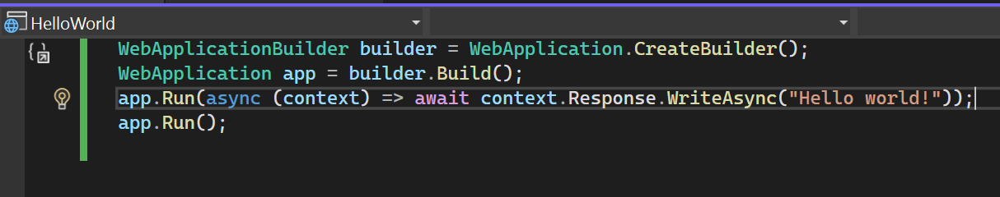 HelloWorld
WebApplicationBuilder builder = WebApplication.CreateBuilder();
WebApplication app = builder.Build();
app.Run(async (context) => await context.Response.WriteAsync("Hello world!"));
app.Run();